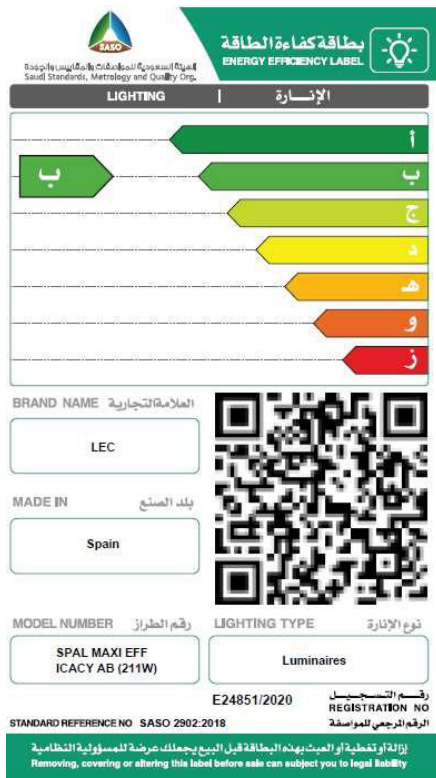 SASO
الهيئة السعودية للمواصفات والمقاييس والجودة
Saudi Standards, Metrology and Quality Org.
بطاقة كفاءة الطاقة
ENERGY EFFICIENCY LABEL
LIGHTING | الإنــارة
أ
ب
ب
ج
د
هـ
و
ز
BRAND NAME العلامة التجارية
LEC
MADE IN بلد الصنع
Spain
MODEL NUMBER رقم الطراز
SPAL MAXI EFF
ICACY AB (211W)
LIGHTING TYPE نوع الإنارة
Luminaires
E24851/2020 رقــم التـسـجـيــل
REGISTRATION NO
STANDARD REFERENCE NO SASO 2902:2018 الرقم المرجعي للمواصفة
إزالة أو تغطية أو العبث بهذه البطاقة قبل البيع يجعلك عرضة للمسؤولية النظامية
Removing, covering or altering this label before sale can subject you to legal liability